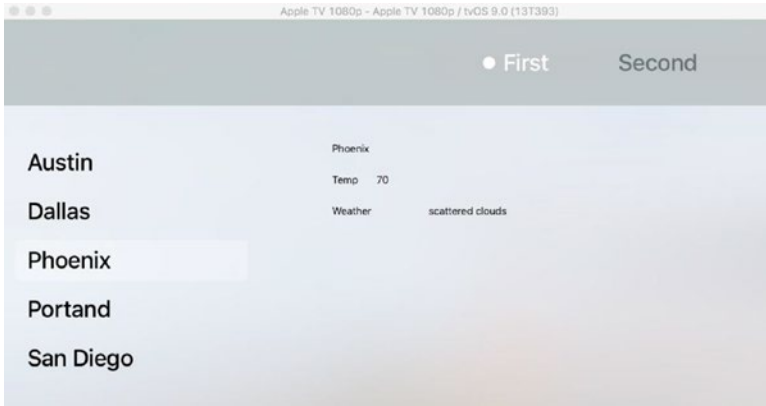 Apple TV 1080p - Apple TV 1080p / tvOS 9.0 (13T393)
First Second
Austin
Dallas
Phoenix
Portand
San Diego
Phoenix
Temp 70
Weather scattered clouds